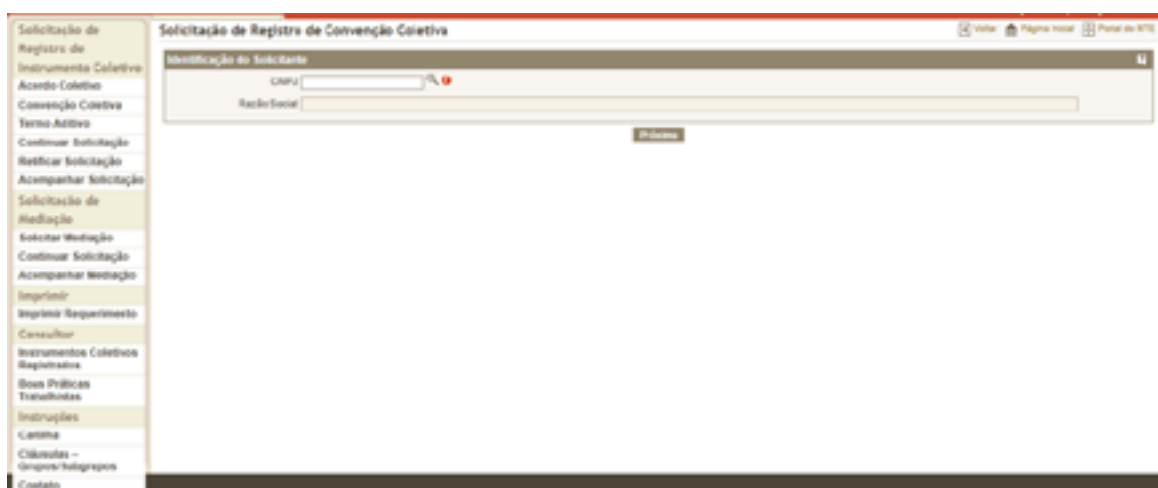 Solicitação de
Registro de
Instrumento Coletivo
Acordo Coletivo
Convenção Coletiva
Termo Aditivo
Continuar Solicitação
Retificar Solicitação
Acompanhar Solicitação
Solicitação de
Mediação
Solicitar Mediação
Continuar Solicitação
Acompanhar Mediação
Imprimir
Imprimir Requerimento
Consultar
Instrumentos Coletivos
Registrados
Boas Práticas
Trabalhistas
Instruções
Cartilha
Cláusulas –
Grupos/Subgrupos
Contato
Solicitação de Registro de Convenção Coletiva
Voltar Página Inicial Portal do MTE
Identificação do Solicitante
CNPJ
Razão Social
Próximo